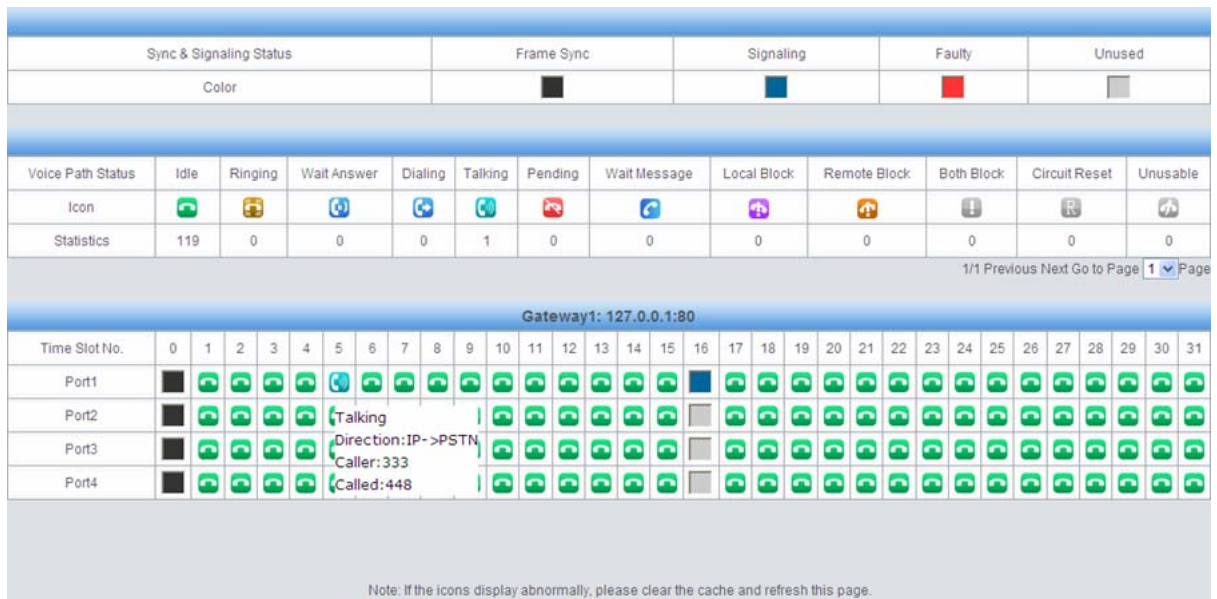 Sync & Signaling Status Frame Sync Signaling Faulty Unused
Color
Voice Path Status Idle Ringing Wait Answer Dialing Talking Pending Wait Message Local Block Remote Block Both Block Circuit Reset Unusable
Icon
Statistics 119 0 0 0 1 0 0 0 0 0 0 0
1/1 Previous Next Go to Page 1 Page
Gateway1: 127.0.0.1:80
Time Slot No. 0 1 2 3 4 5 6 7 8 9 10 11 12 13 14 15 16 17 18 19 20 21 22 23 24 25 26 27 28 29 30 31
Port1
Port2
Port3
Port4
Talking
Direction:IP->PSTN
Caller:333
Called:448
Note: If the icons display abnormally, please clear the cache and refresh this page.